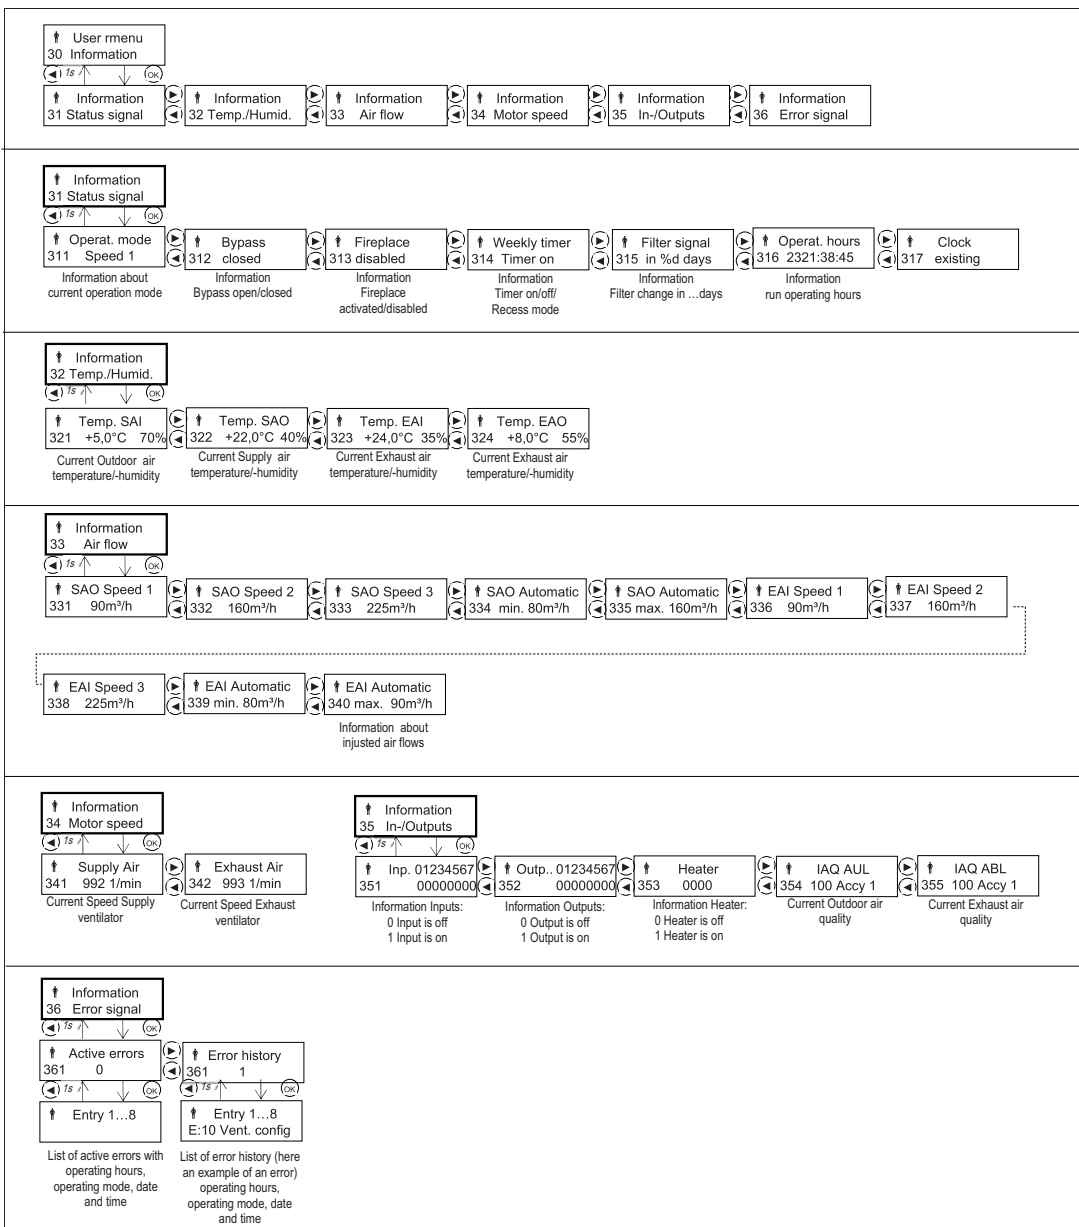 User rmenu
30 Information
1s OK
Information
31 Status signal
Information
32 Temp./Humid.
Information
33 Air flow
Information
34 Motor speed
Information
35 In-/Outputs
Information
36 Error signal
Information
31 Status signal
1s OK
Operat. mode
311 Speed 1
Bypass
312 closed
Fireplace
313 disabled
Weekly timer
314 Timer on
Filter signal
315 in %d days
Operat. hours
316 2321:38:45
Clock
317 existing
Information about
current operation mode
Information
Bypass open/closed
Information
Fireplace
activated/disabled
Information
Timer on/off/
Recess mode
Information
Filter change in ...days
Information
run operating hours
Information
32 Temp./Humid.
1s OK
Temp. SAI
321 +5,0°C 70%
Temp. SAO
322 +22,0°C 40%
Temp. EAI
323 +24,0°C 35%
Temp. EAO
324 +8,0°C 55%
Current Outdoor air
temperature/-humidity
Current Supply air
temperature/-humidity
Current Exhaust air
temperature/-humidity
Current Exhaust air
temperature/-humidity
Information
33 Air flow
1s OK
SAO Speed 1
331 90m³/h
SAO Speed 2
332 160m³/h
SAO Speed 3
333 225m³/h
SAO Automatic
334 min. 80m³/h
SAO Automatic
335 max. 160m³/h
EAI Speed 1
336 90m³/h
EAI Speed 2
337 160m³/h
EAI Speed 3
338 225m³/h
EAI Automatic
339 min. 80m³/h
EAI Automatic
340 max. 90m³/h
Information about
injusted air flows
Information
34 Motor speed
1s OK
Supply Air
341 992 1/min
Exhaust Air
342 993 1/min
Current Speed Supply
ventilator
Current Speed Exhaust
ventilator
Information
35 In-/Outputs
1s OK
Inp. 01234567
351 00000000
Outp.. 01234567
352 00000000
Heater
353 0000
IAQ AUL
354 100 Accy 1
IAQ ABL
355 100 Accy 1
Information Inputs:
0 Input is off
1 Input is on
Information Outputs:
0 Output is off
1 Output is on
Information Heater:
0 Heater is off
1 Heater is on
Current Outdoor air
quality
Current Exhaust air
quality
Information
36 Error signal
1s OK
Active errors
361 0
Error history
361 1
1s OK
1s OK
Entry 1...8
Entry 1...8
E:10 Vent. config
List of active errors with
operating hours,
operating mode, date
and time
List of error history (here
an example of an error)
operating hours,
operating mode, date
and time